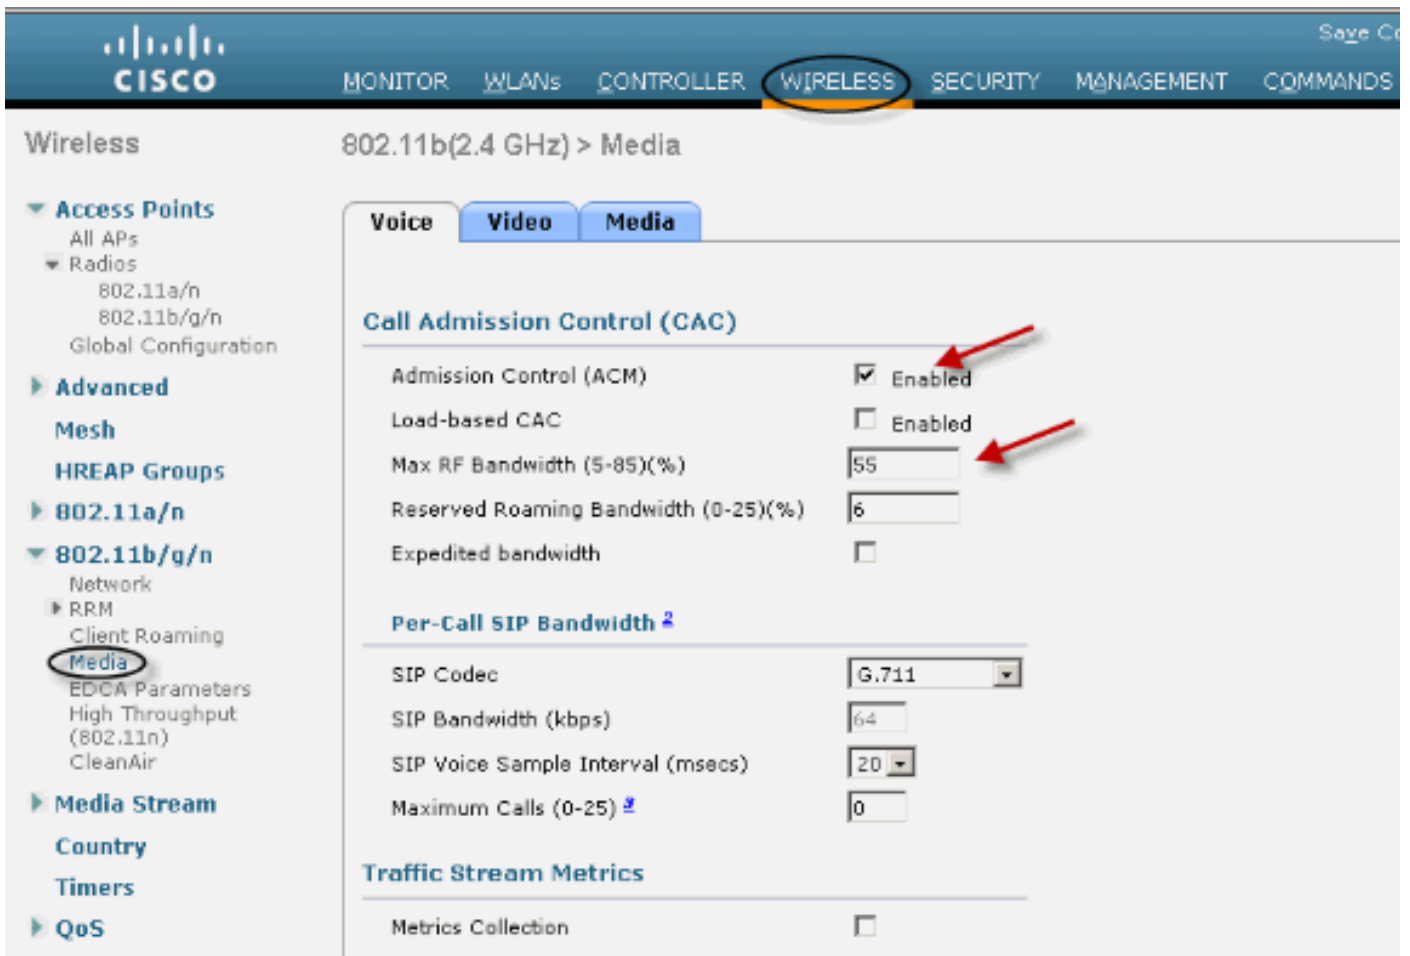 Save Co
CISCO
MONITOR WLANs CONTROLLER WIRELESS SECURITY MANAGEMENT COMMANDS
Wireless
Access Points
All APs
Radios
802.11a/n
802.11b/g/n
Global Configuration
Advanced
Mesh
HREAP Groups
802.11a/n
802.11b/g/n
Network
RRM
Client Roaming
Media
EDCA Parameters
High Throughput
(802.11n)
CleanAir
Media Stream
Country
Timers
QoS
802.11b(2.4 GHz) > Media
Voice Video Media
Call Admission Control (CAC)
Admission Control (ACM) Enabled
Load-based CAC Enabled
Max RF Bandwidth (5-85)(%) 55
Reserved Roaming Bandwidth (0-25)(%) 6
Expedited bandwidth
Per-Call SIP Bandwidth 2
SIP Codec G.711
SIP Bandwidth (kbps) 64
SIP Voice Sample Interval (msecs) 20
Maximum Calls (0-25) 3 0
Traffic Stream Metrics
Metrics Collection